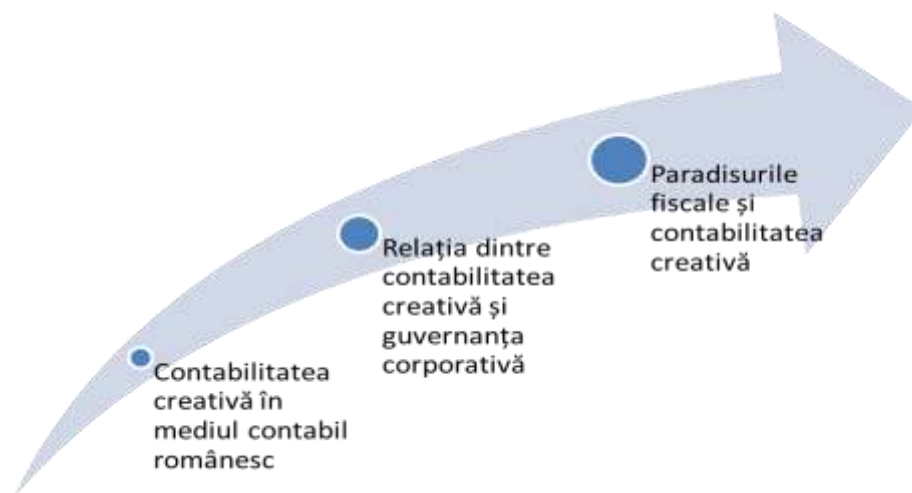 Contabilitatea
creativă în
mediul contabil
românesc
Relația dintre
contabilitatea
creativă și
guvernanța
corporativă
Paradisurile
fiscale și
contabilitatea
creativă